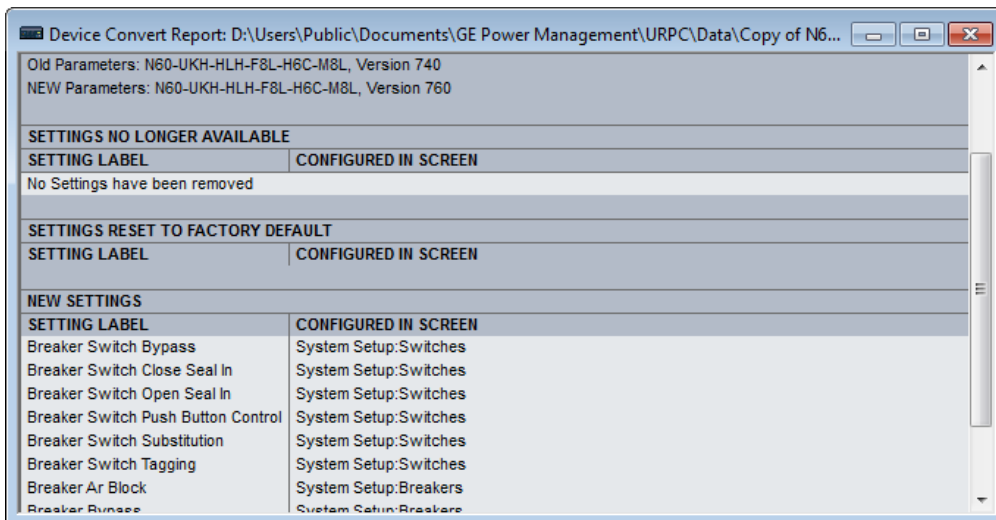 Device Convert Report: D:\Users\Public\Documents\GE Power Management\URPC\Data\Copy of N6...
Old Parameters: N60-UKH-HLH-F8L-H6C-M8L, Version 740
NEW Parameters: N60-UKH-HLH-F8L-H6C-M8L, Version 760
SETTINGS NO LONGER AVAILABLE
SETTING LABEL CONFIGURED IN SCREEN
No Settings have been removed
SETTINGS RESET TO FACTORY DEFAULT
SETTING LABEL CONFIGURED IN SCREEN
NEW SETTINGS
SETTING LABEL CONFIGURED IN SCREEN
Breaker Switch Bypass System Setup:Switches
Breaker Switch Close Seal In System Setup:Switches
Breaker Switch Open Seal In System Setup:Switches
Breaker Switch Push Button Control System Setup:Switches
Breaker Switch Substitution System Setup:Switches
Breaker Switch Tagging System Setup:Switches
Breaker Ar Block System Setup:Breakers
Breaker Bypass System Setup:Breakers